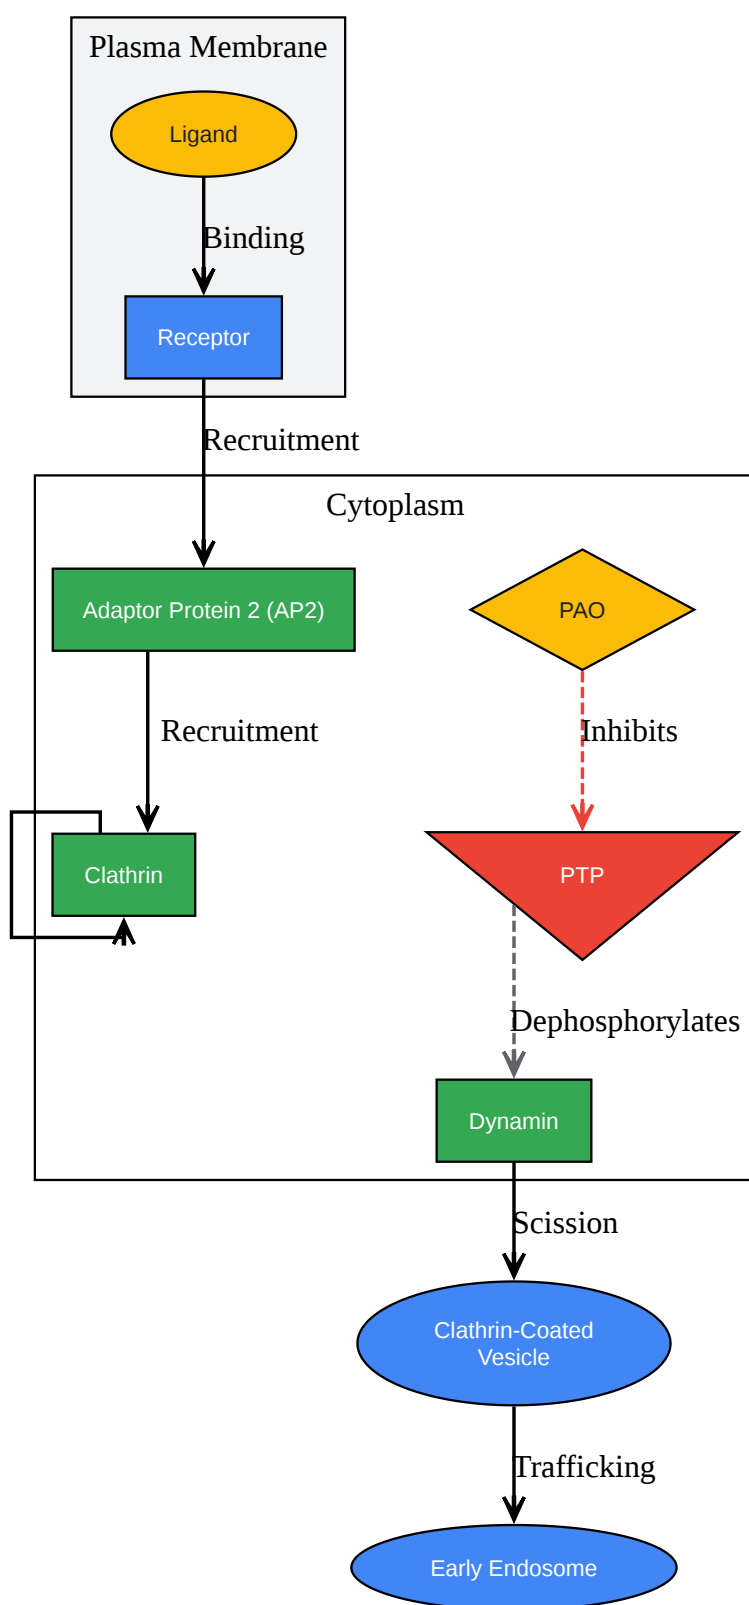 Plasma Membrane
Ligand
Binding
Receptor
Recruitment
Cytoplasm
Adaptor Protein 2 (AP2)
PAO
Recruitment
Inhibits
Clathrin
PTP
Dephosphorylates
Dynamin
Scission
Clathrin-Coated
Vesicle
Trafficking
Early Endosome